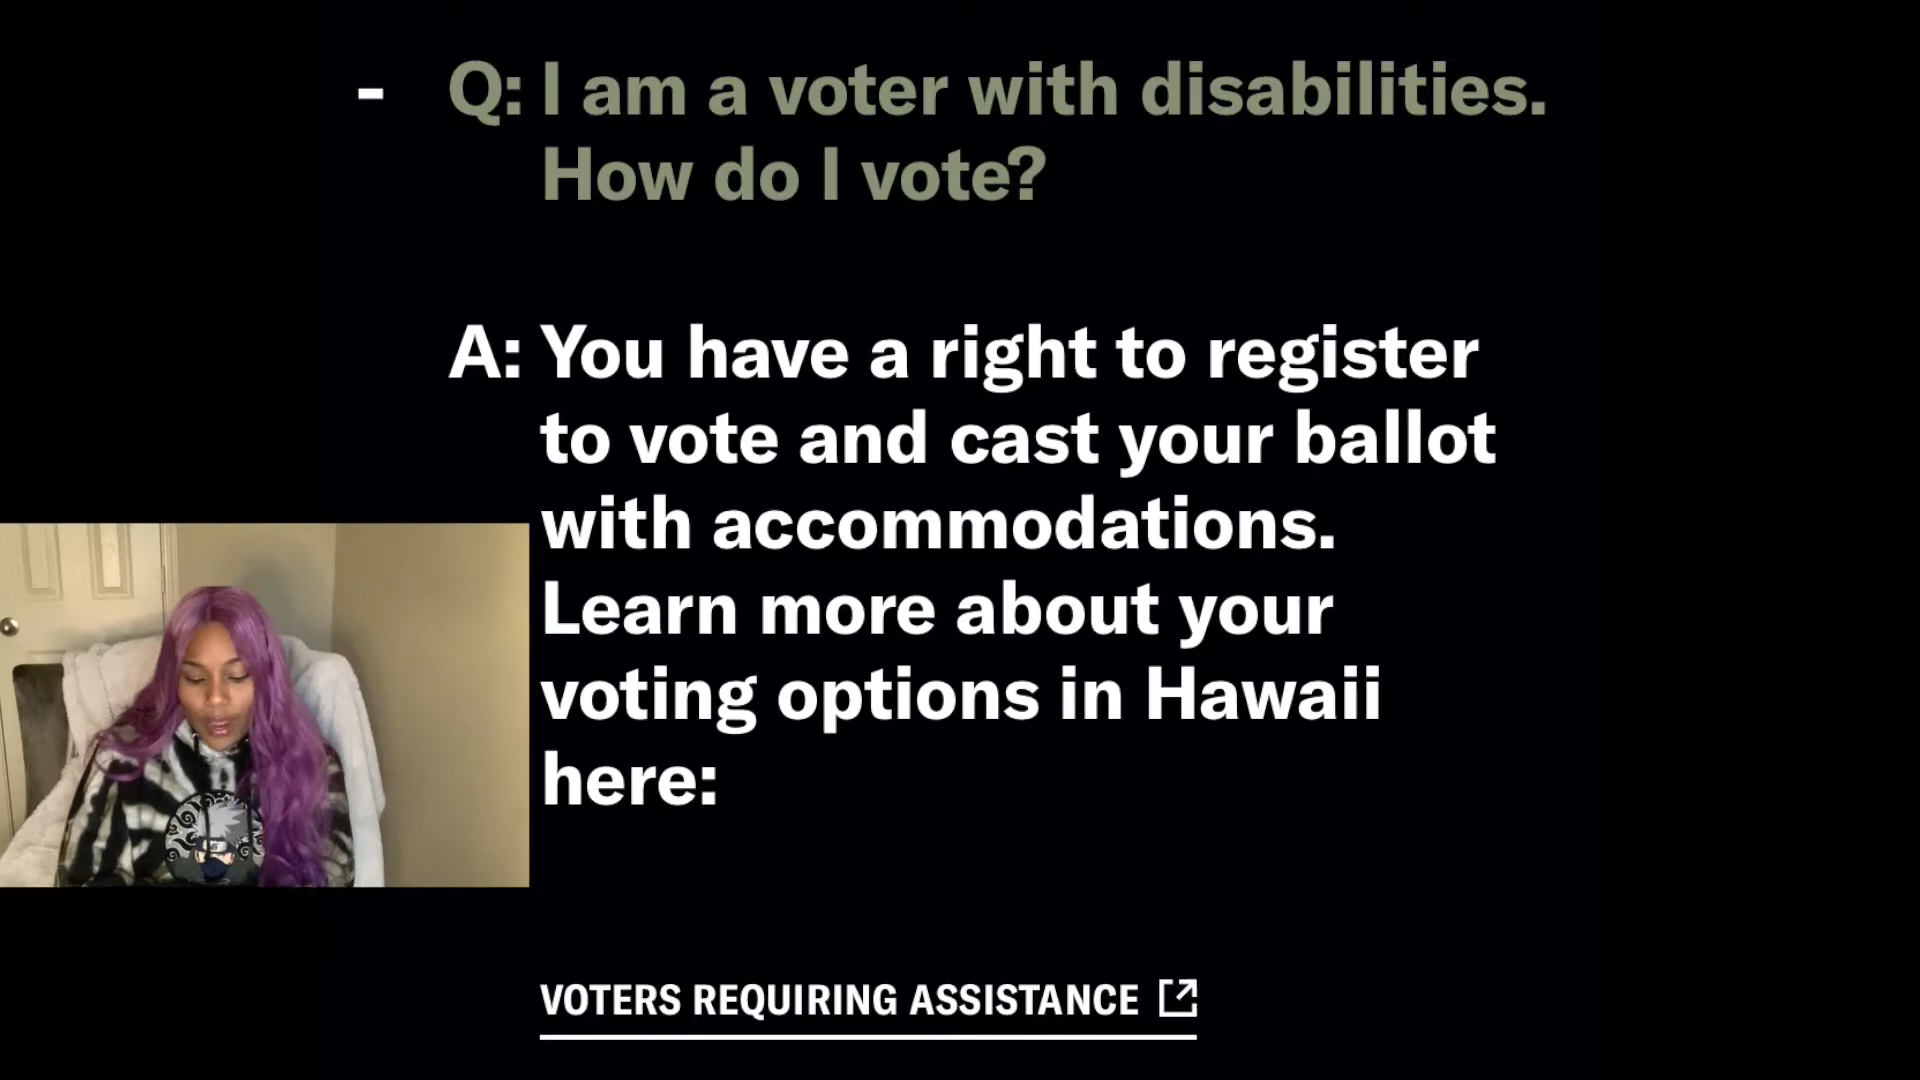 - Q: I am a voter with disabilities.
How do I vote?
A: You have a right to register
to vote and cast your ballot
with accommodations.
Learn more about your
voting options in Hawaii
here:
VOTERS REQUIRING ASSISTANCE